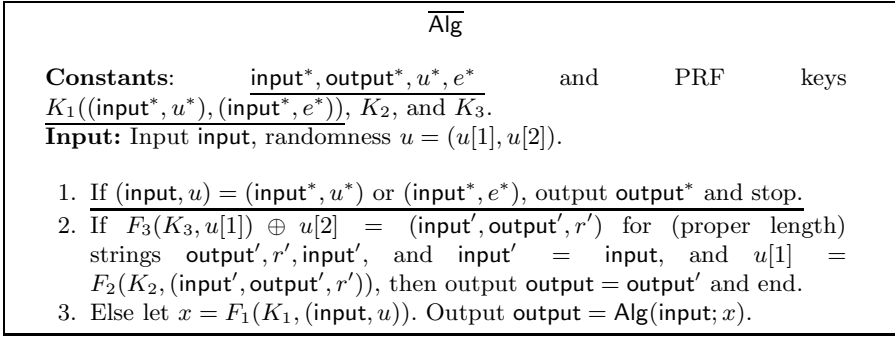 Alg
Constants: input*, output*, u*, e* and PRF keys
K₁((input*, u*), (input*, e*)), K₂, and K₃.
Input: Input input, randomness u = (u[1], u[2]).
1. If (input, u) = (input*, u*) or (input*, e*), output output* and stop.
2. If F₃(K₃, u[1]) ⊕ u[2] = (input′, output′, r′) for (proper length)
strings output′, r′, input′, and input′ = input, and u[1] =
F₂(K₂, (input′, output′, r′)), then output output = output′ and end.
3. Else let x = F₁(K₁, (input, u)). Output output = Alg(input; x).